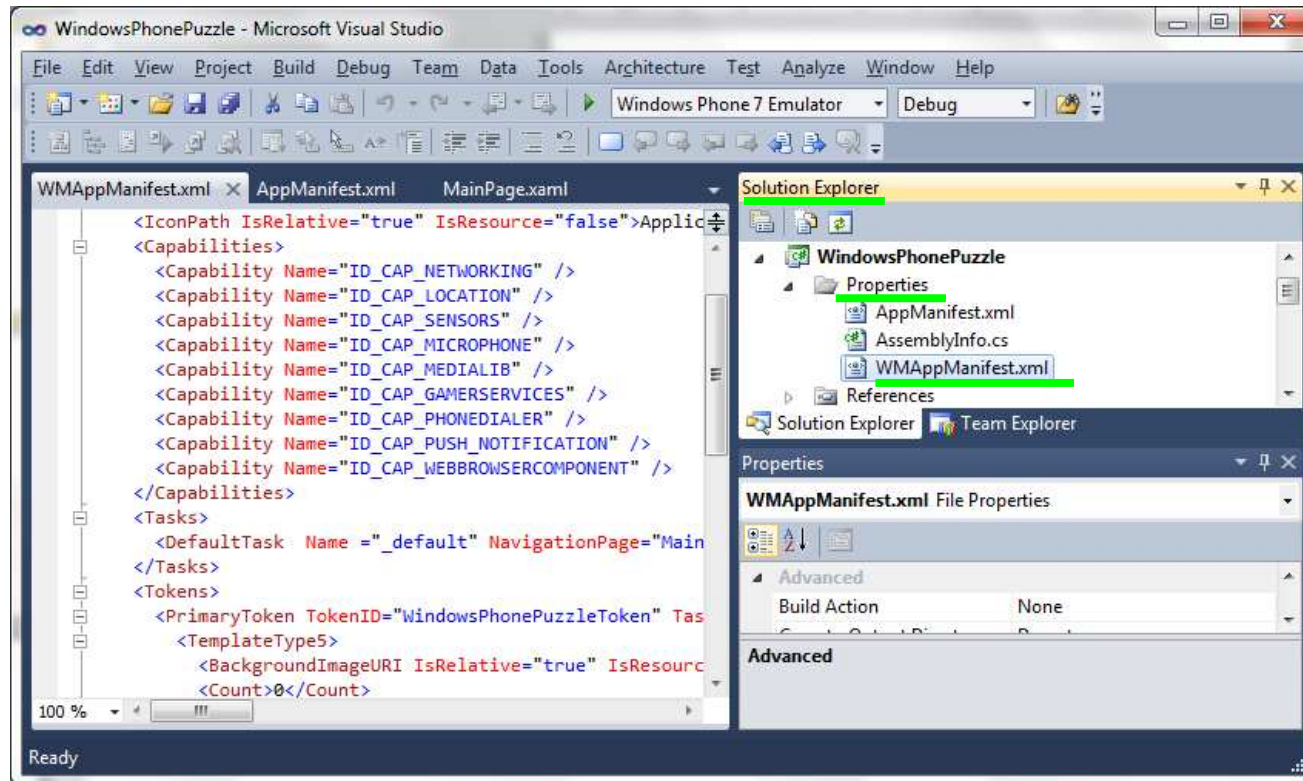 WindowsPhonePuzzle - Microsoft Visual Studio
File Edit View Project Build Debug Team Data Tools Architecture Test Analyze Window Help
Windows Phone 7 Emulator Debug
WMAppManifest.xml AppManifest.xml MainPage.xaml
<IconPath IsRelative="true" IsResource="false">Applic
<Capabilities>
<Capability Name="ID_CAP_NETWORKING" />
<Capability Name="ID_CAP_LOCATION" />
<Capability Name="ID_CAP_SENSORS" />
<Capability Name="ID_CAP_MICROPHONE" />
<Capability Name="ID_CAP_MEDIALIB" />
<Capability Name="ID_CAP_GAMERSERVICES" />
<Capability Name="ID_CAP_PHONEDIALER" />
<Capability Name="ID_CAP_PUSH_NOTIFICATION" />
<Capability Name="ID_CAP_WEBBROWSERCOMPONENT" />
</Capabilities>
<Tasks>
<DefaultTask  Name ="_default" NavigationPage="Main
</Tasks>
<Tokens>
<PrimaryToken TokenID="WindowsPhonePuzzleToken" Tas
<TemplateType5>
<BackgroundImageURI IsRelative="true" IsResourc
<Count>0</Count>
100 %
Solution Explorer
WindowsPhonePuzzle
Properties
AppManifest.xml
AssemblyInfo.cs
WMAppManifest.xml
References
Solution Explorer Team Explorer
Properties
WMAppManifest.xml File Properties
Advanced
Build Action None
Advanced
Ready